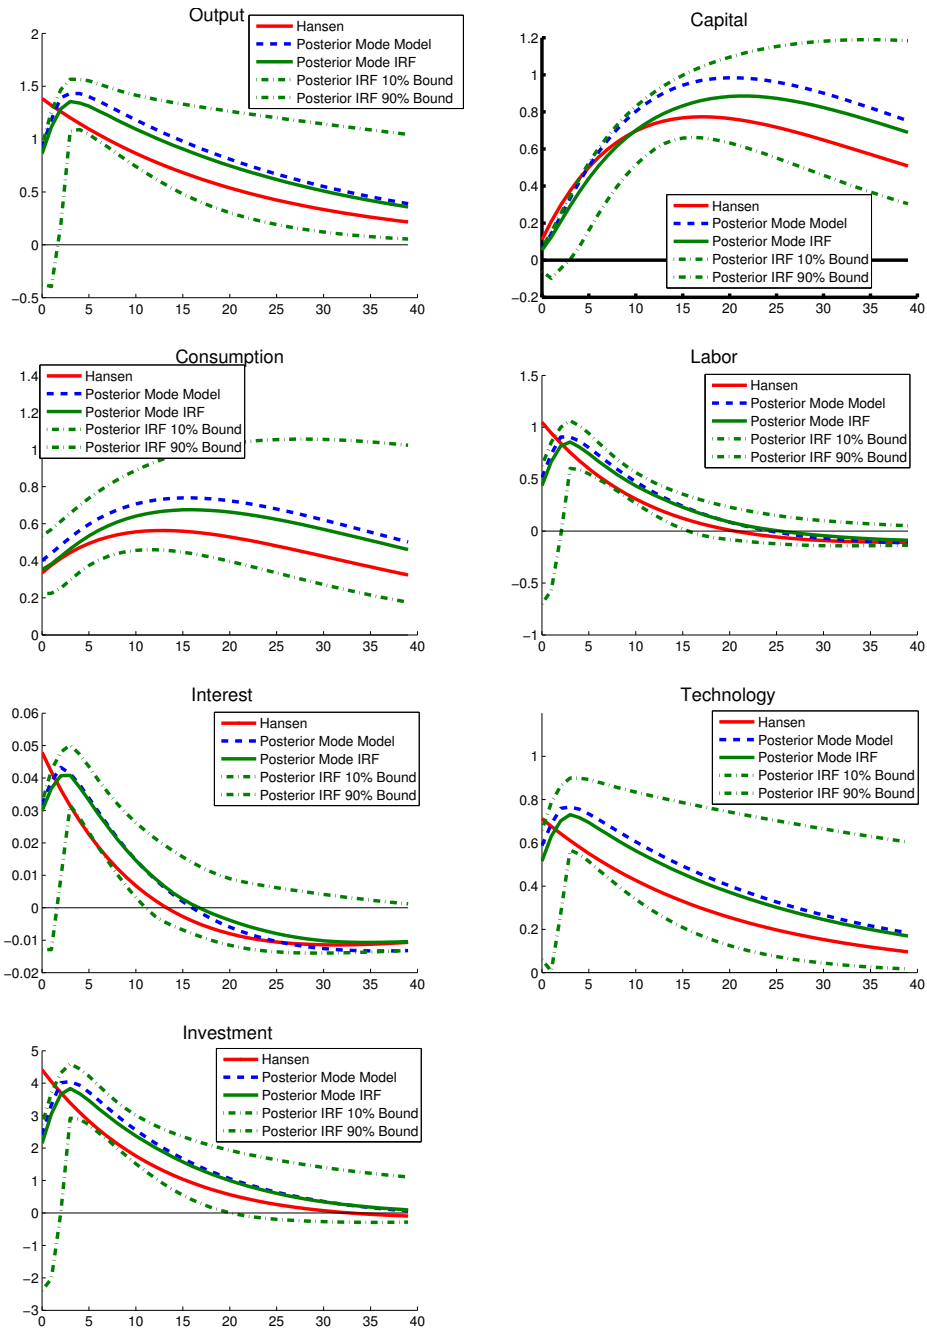 Output
Hansen
Posterior Mode Model
Posterior Mode IRF
Posterior IRF 10% Bound
Posterior IRF 90% Bound
2
1.5
1
0.5
0
−0.5
0 5 10 15 20 25 30 35 40
Capital
1.2
1
0.8
0.6
0.4
0.2
0
−0.2
Hansen
Posterior Mode Model
Posterior Mode IRF
Posterior IRF 10% Bound
Posterior IRF 90% Bound
0 5 10 15 20 25 30 35 40
Consumption
Hansen
Posterior Mode Model
Posterior Mode IRF
Posterior IRF 10% Bound
Posterior IRF 90% Bound
1.4
1.2
1
0.8
0.6
0.4
0.2
0
0 5 10 15 20 25 30 35 40
Labor
Hansen
Posterior Mode Model
Posterior Mode IRF
Posterior IRF 10% Bound
Posterior IRF 90% Bound
1.5
1
0.5
0
−0.5
−1
0 5 10 15 20 25 30 35 40
Interest
Hansen
Posterior Mode Model
Posterior Mode IRF
Posterior IRF 10% Bound
Posterior IRF 90% Bound
0.06
0.05
0.04
0.03
0.02
0.01
0
−0.01
−0.02
0 5 10 15 20 25 30 35 40
Technology
Hansen
Posterior Mode Model
Posterior Mode IRF
Posterior IRF 10% Bound
Posterior IRF 90% Bound
1
0.8
0.6
0.4
0.2
0
0 5 10 15 20 25 30 35 40
Investment
Hansen
Posterior Mode Model
Posterior Mode IRF
Posterior IRF 10% Bound
Posterior IRF 90% Bound
5
4
3
2
1
0
−1
−2
−3
0 5 10 15 20 25 30 35 40